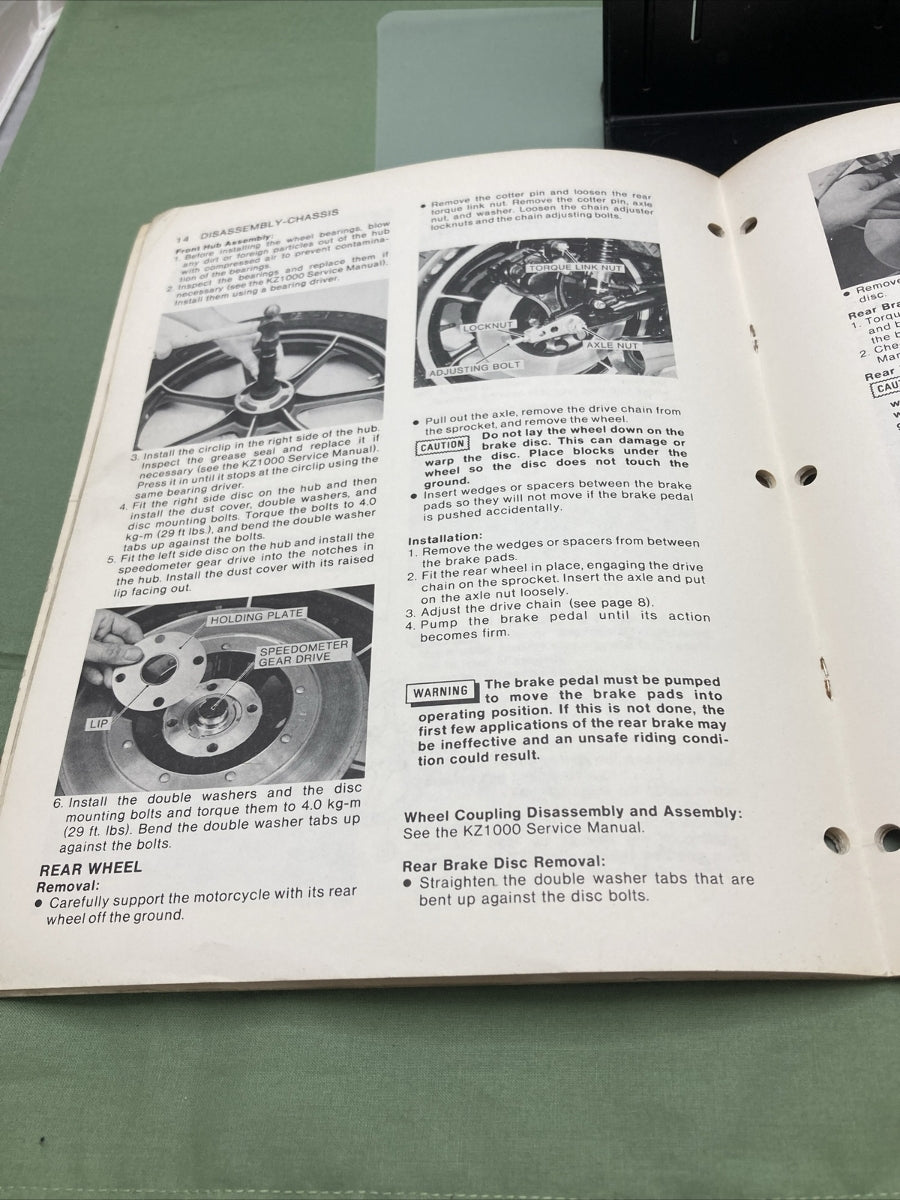 14 DISASSEMBLY-CHASSIS
Front Hub Assembly:
1. Before installing the wheel bearings, blow
any dirt or foreign particles out of the hub
with compressed air to prevent contamina-
tion of the bearings.
2. Inspect the bearings and replace them if
necessary (see the KZ1000 Service Manual).
Install them using a bearing driver.
3. Install the circlip in the right side of the hub.
Inspect the grease seal and replace it if
necessary (see the KZ1000 Service Manual).
Press it in until it stops at the circlip using the
same bearing driver.
4. Fit the right side disc on the hub and then
install the dust cover, double washers, and
disc mounting bolts. Torque the bolts to 4.0
kg-m (29 ft lbs), and bend the double washer
tabs up against the bolts.
5. Fit the left side disc on the hub and install the
speedometer gear drive into the notches in
the hub. Install the dust cover with its raised
lip facing out.
HOLDING PLATE
SPEEDOMETER
GEAR DRIVE
LIP
6. Install the double washers and the disc
mounting bolts and torque them to 4.0 kg-m
(29 ft. lbs). Bend the double washer tabs up
against the bolts.
REAR WHEEL
Removal:
● Carefully support the motorcycle with its rear
wheel off the ground.
● Remove the cotter pin and loosen the rear
torque link nut. Remove the cotter pin, axle
nut, and washer. Loosen the chain adjuster
locknuts and the chain adjusting bolts.
TORQUE LINK NUT
LOCKNUT
AXLE NUT
ADJUSTING BOLT
● Pull out the axle, remove the drive chain from
the sprocket, and remove the wheel.
CAUTION Do not lay the wheel down on the
brake disc. This can damage or
warp the disc. Place blocks under the
wheel so the disc does not touch the
ground.
● Insert wedges or spacers between the brake
pads so they will not move if the brake pedal
is pushed accidentally.
Installation:
1. Remove the wedges or spacers from between
the brake pads.
2. Fit the rear wheel in place, engaging the drive
chain on the sprocket. Insert the axle and put
on the axle nut loosely.
3. Adjust the drive chain (see page 8).
4. Pump the brake pedal until its action
becomes firm.
WARNING The brake pedal must be pumped
to move the brake pads into
operating position. If this is not done, the
first few applications of the rear brake may
be ineffective and an unsafe riding condi-
tion could result.
Wheel Coupling Disassembly and Assembly:
See the KZ1000 Service Manual.
Rear Brake Disc Removal:
● Straighten the double washer tabs that are
bent up against the disc bolts.
● Remove
disc.
Rear Bra
1. Torqu
and b
the b
2. Che
Man
Rear
CAU
w
w